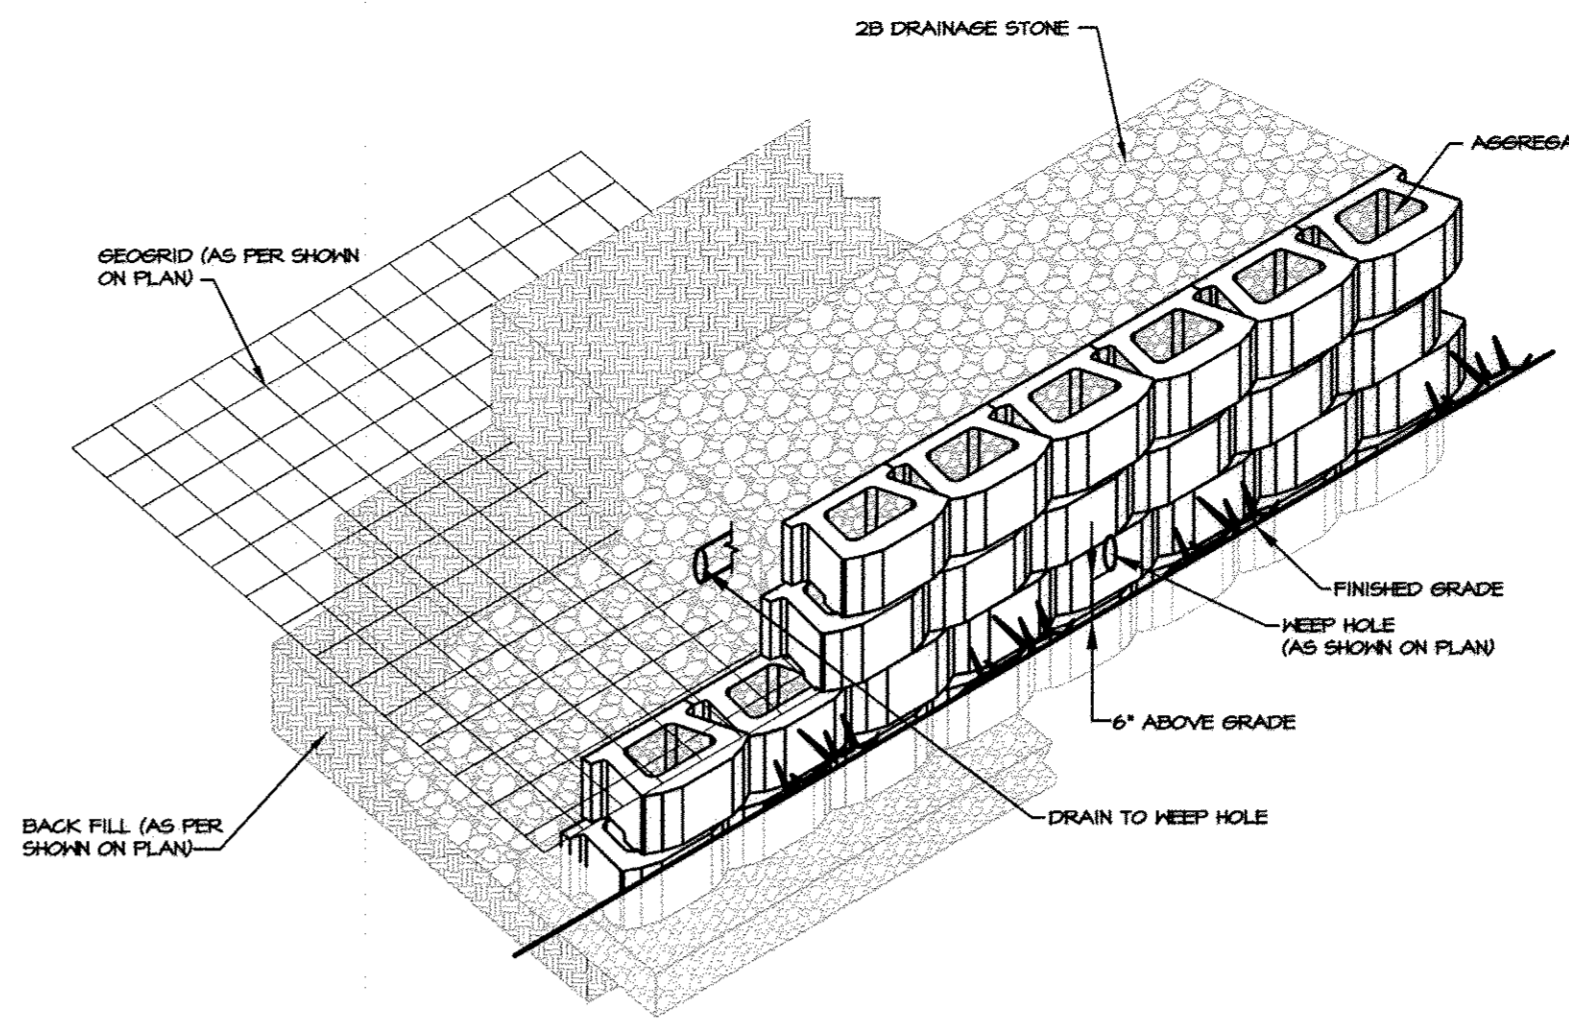 2B DRAINAGE STONE
AGGREGA
GEOGRID (AS PER SHOWN
ON PLAN)
FINISHED GRADE
WEEP HOLE
(AS SHOWN ON PLAN)
6" ABOVE GRADE
DRAIN TO WEEP HOLE
BACK FILL (AS PER
SHOWN ON PLAN)